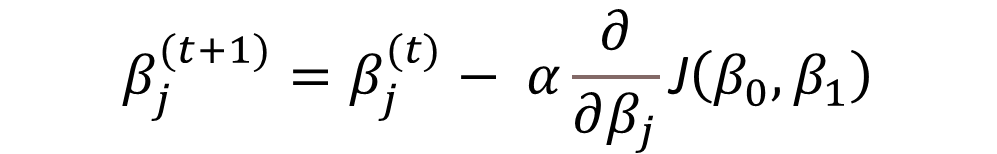 β_j^(t+1) = β_j^(t) − α ∂/∂β_j J(β_0, β_1)